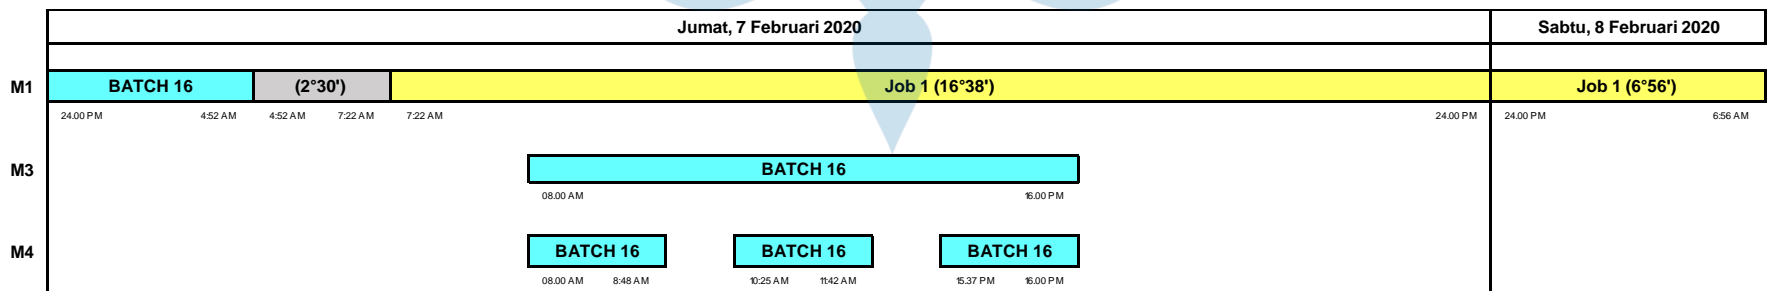 Jumat, 7 Februari 2020 Sabtu, 8 Februari 2020
M1 BATCH 16 (2°30') Job 1 (16°38') Job 1 (6°56')
24.00 PM 4:52 AM 4:52 AM 7:22 AM 7:22 AM 24.00 PM 24.00 PM 6:56 AM
M3 BATCH 16
08.00 AM 16.00 PM
M4 BATCH 16 BATCH 16 BATCH 16
08.00 AM 8:48 AM 10:25 AM 11:42 AM 15.37 PM 16.00 PM